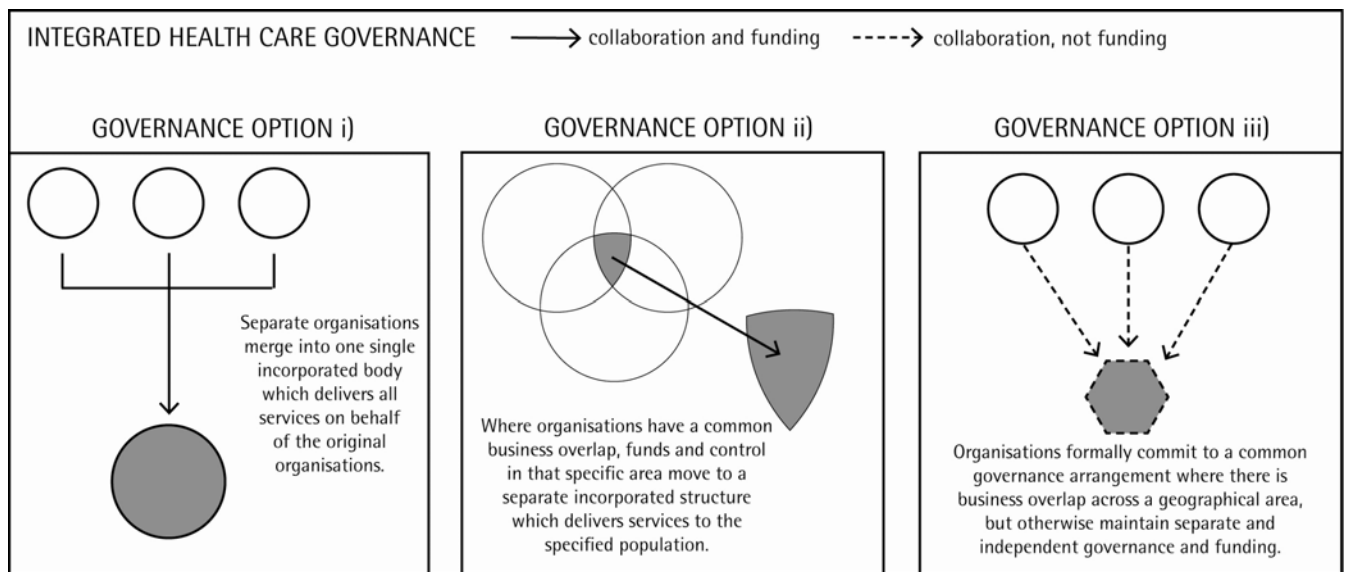 INTEGRATED HEALTH CARE GOVERNANCE
collaboration and funding
collaboration, not funding
GOVERNANCE OPTION i)
Separate organisations
merge into one single
incorporated body
which delivers all
services on behalf
of the original
organisations.
GOVERNANCE OPTION ii)
Where organisations have a common
business overlap, funds and control
in that specific area move to a
separate incorporated structure
which delivers services to the
specified population.
GOVERNANCE OPTION iii)
Organisations formally commit to a common
governance arrangement where there is
business overlap across a geographical area,
but otherwise maintain separate and
independent governance and funding.